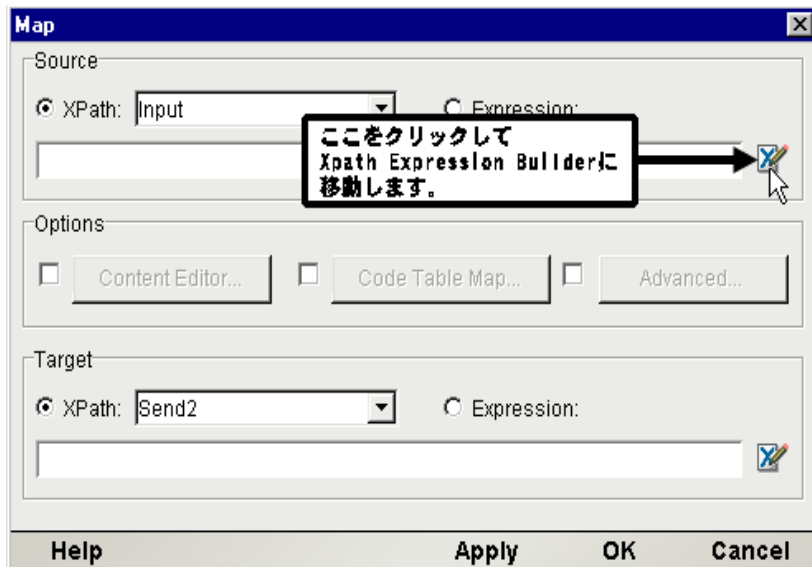 Map
Source
XPath: Input Expression:
ここをクリックして
Xpath Expression Builderに
移動します。
Options
Content Editor... Code Table Map... Advanced...
Target
XPath: Send2 Expression:
Help Apply OK Cancel